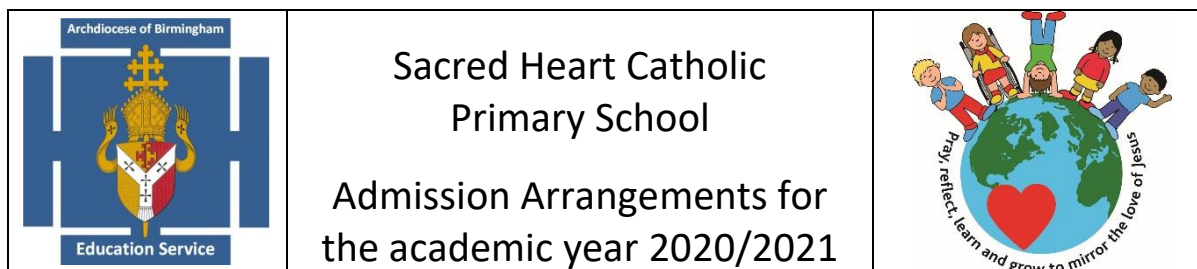 Archdiocese of Birmingham
Education Service
Sacred Heart Catholic
Primary School
Admission Arrangements for
the academic year 2020/2021
Pray, reflect, learn and grow to mirror the love of Jesus